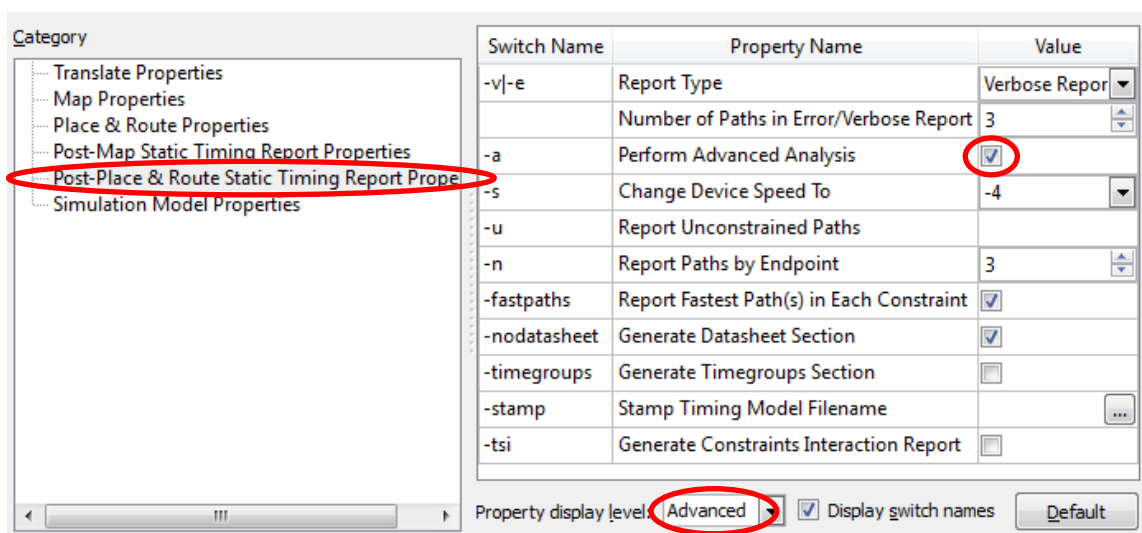 Category
Translate Properties
Map Properties
Place & Route Properties
Post-Map Static Timing Report Properties
Post-Place & Route Static Timing Report Prope
Simulation Model Properties
Switch Name Property Name Value
-v|-e Report Type Verbose Repor
Number of Paths in Error/Verbose Report 3
-a Perform Advanced Analysis
-s Change Device Speed To -4
-u Report Unconstrained Paths
-n Report Paths by Endpoint 3
-fastpaths Report Fastest Path(s) in Each Constraint
-nodatasheet Generate Datasheet Section
-timegroups Generate Timegroups Section
-stamp Stamp Timing Model Filename ...
-tsi Generate Constraints Interaction Report
Property display level: Advanced Display switch names Default